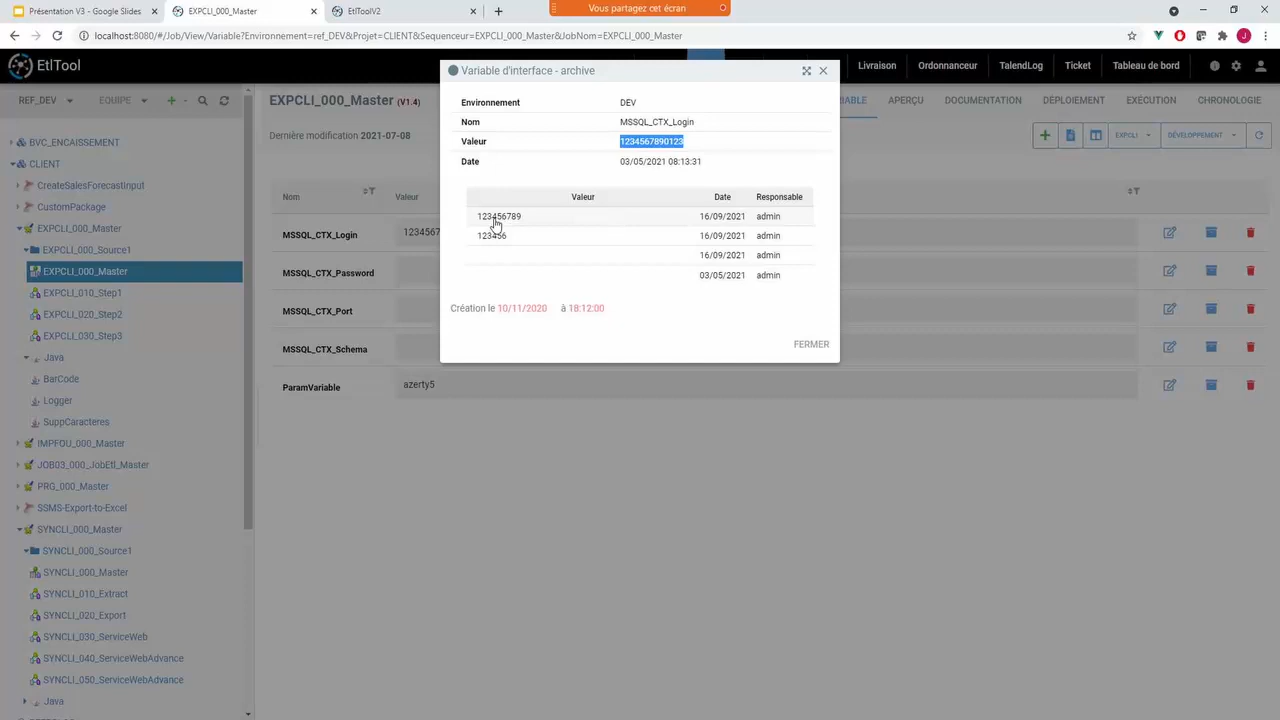 Présentation V3 - Google Slides
EXPCLI_000_Master
EtlToolV2
Vous partagez cet écran
localhost:8080/#/Job/View/Variable?Environnement=ref_DEV&Projet=CLIENT&Sequenceur=EXPCLI_000_Master&JobNom=EXPCLI_000_Master
J
EtlTool
Livraison
Ordonnanceur
TalendLog
Ticket
Tableau de bord
REF_DEV
EQUIPE
EXPCLI_000_Master (V1.4)
APERÇU
DOCUMENTATION
DÉPLOIEMENT
EXÉCUTION
CHRONOLOGIE
Dernière modification 2021-07-08
EXPCLI
DÉVELOPPEMENT
Variable d'interface - archive
Environnement DEV
Nom MSSQL_CTX_Login
Valeur 1234567890123
Date 03/05/2021 08:13:31
Valeur Date Responsable
123456789 16/09/2021 admin
123456 16/09/2021 admin
16/09/2021 admin
03/05/2021 admin
Création le 10/11/2020 à 18:12:00
FERMER
BVC_ENCAISSEMENT
CLIENT
CreateSalesForecastInput
CustomPackage
EXPCLI_000_Master
EXPCLI_000_Source1
EXPCLI_000_Master
EXPCLI_010_Step1
EXPCLI_020_Step2
EXPCLI_030_Step3
Java
BarCode
Logger
SuppCaracteres
IMPFOU_000_Master
JOB03_000_JobEtl_Master
PRG_000_Master
SSMS-Export-to-Excel
SYNCLI_000_Master
SYNCLI_000_Source1
SYNCLI_000_Master
SYNCLI_010_Extract
SYNCLI_020_Export
SYNCLI_030_ServiceWeb
SYNCLI_040_ServiceWebAdvance
SYNCLI_050_ServiceWebAdvance
Java
Nom Valeur
MSSQL_CTX_Login 1234567
MSSQL_CTX_Password
MSSQL_CTX_Port
MSSQL_CTX_Schema
ParamVariable azerty5